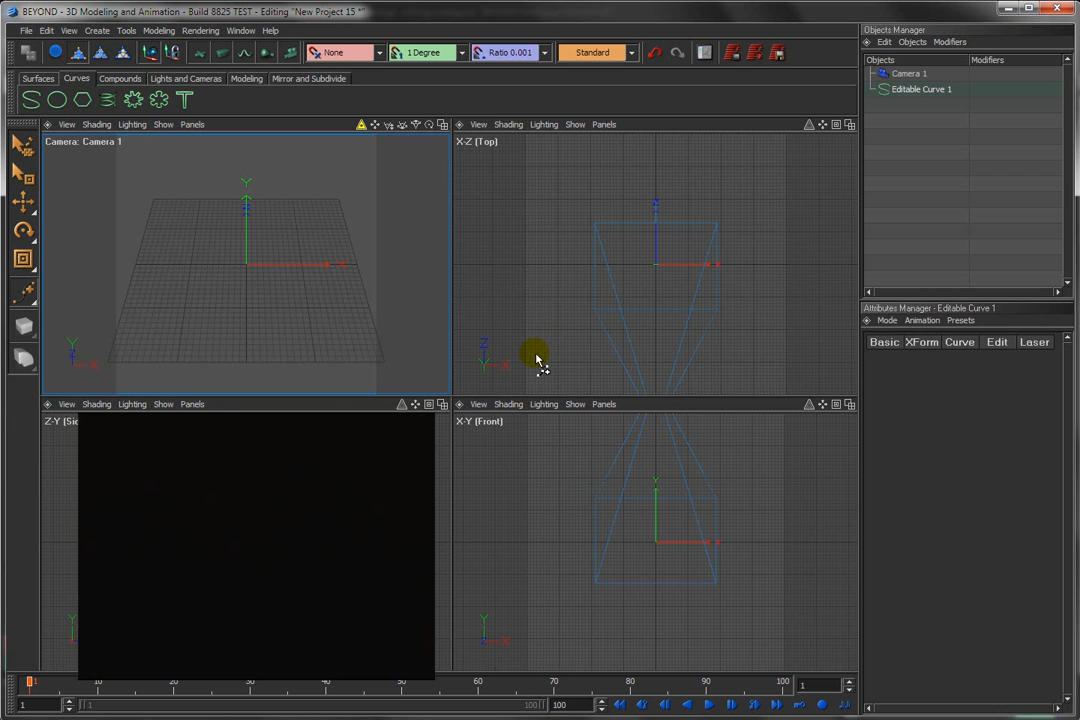 BEYOND - 3D Modeling and Animation - Build 8825 TEST - Editing "New Project 15 *"
File Edit View Create Tools Modeling Rendering Window Help
None 1 Degree Ratio 0.001 Standard
Surfaces Curves Compounds Lights and Cameras Modeling Mirror and Subdivide
View Shading Lighting Show Panels
Camera: Camera 1
Y
Z
X
Y
Z
X
View Shading Lighting Show Panels
X-Z (Top)
Z
X
Z
Y
X
View Shading Lighting Show Panels
Z-Y (Sid
Y
X
View Shading Lighting Show Panels
X-Y (Front)
Y
X
Y
Z
X
Objects Manager
Edit Objects Modifiers
Objects Modifiers
Camera 1
Editable Curve 1
Attributes Manager - Editable Curve 1
Mode Animation Presets
Basic XForm Curve Edit Laser
1 10 20 30 40 50 60 70 80 90 100
1
1 1 100 100